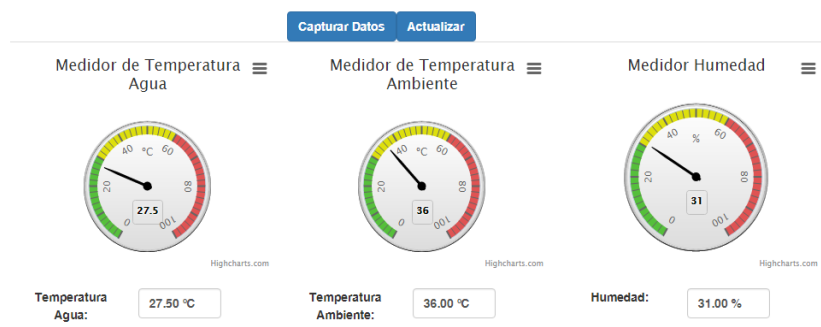 Capturar Datos Actualizar
Medidor de Temperatura
Agua
0 20 40 °C 60 80 100
27.5
Highcharts.com
Temperatura
Agua:
27.50 °C
Medidor de Temperatura
Ambiente
0 20 40 °C 60 80 100
36
Highcharts.com
Temperatura
Ambiente:
36.00 °C
Medidor Humedad
0 20 40 % 60 80 100
31
Highcharts.com
Humedad:
31.00 %